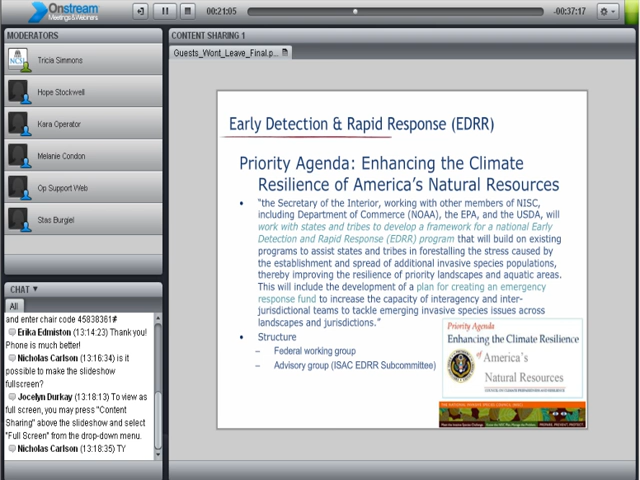 Onstream
Meetings & Webinars
00:21:05
-00:37:17
MODERATORS
Tricia Simmons
Hope Stockwell
Kara Operator
Melanie Condon
Op Support Web
Stas Burgiel
CHAT
All
and enter chair code 45838361#
Erika Edmiston (13:14:23) Thank you!
Phone is much better!
Nicholas Carlson (13:16:34) is it
possible to make the slideshow
fullscreen?
Jocelyn Durkay (13:18:13) To view as
full screen, you may press "Content
Sharing" above the slideshow and select
"Full Screen" from the drop-down menu.
Nicholas Carlson (13:18:35) TY
CONTENT SHARING 1
Guests_Wont_Leave_Final.p...
Early Detection & Rapid Response (EDRR)
Priority Agenda: Enhancing the Climate
Resilience of America's Natural Resources
• "the Secretary of the Interior, working with other members of NISC,
including Department of Commerce (NOAA), the EPA, and the USDA, will
work with states and tribes to develop a framework for a national Early
Detection and Rapid Response (EDRR) program that will build on existing
programs to assist states and tribes in forestalling the stress caused by
the establishment and spread of additional invasive species populations,
thereby improving the resilience of priority landscapes and aquatic areas.
This will include the development of a plan for creating an emergency
response fund to increase the capacity of interagency and inter-
jurisdictional teams to tackle emerging invasive species issues across
landscapes and jurisdictions."
• Structure
– Federal working group
– Advisory group (ISAC EDRR Subcommittee)
Priority Agenda
Enhancing the Climate Resilience
of America's
Natural Resources